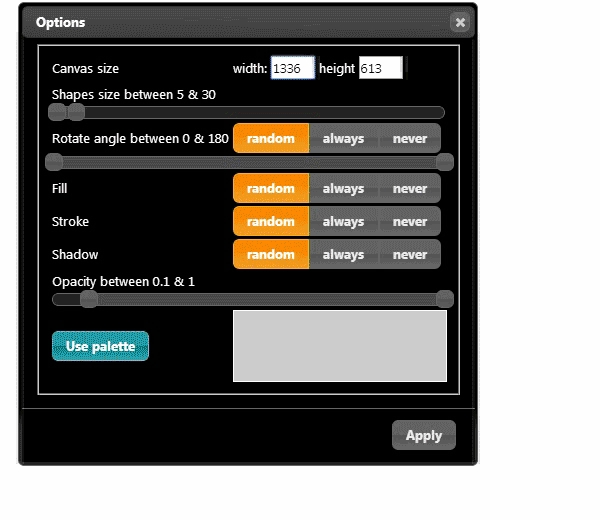 Options
Canvas size width: 1336 height 613
Shapes size between 5 & 30
Rotate angle between 0 & 180 random always never
Fill random always never
Stroke random always never
Shadow random always never
Opacity between 0.1 & 1
Use palette
Apply